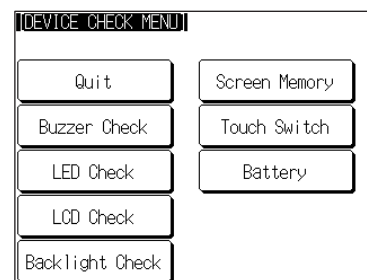 [DEVICE CHECK MENU]
Quit
Screen Memory
Buzzer Check
Touch Switch
LED Check
Battery
LCD Check
Backlight Check